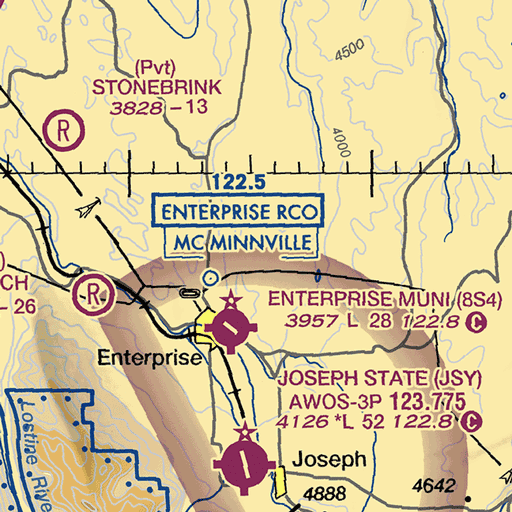 4500
(Pvt)
STONEBRINK
3828 - 13
R
4000
122.5
ENTERPRISE RCO
MC MINNVILLE
)
CH
- 26
R
ENTERPRISE MUNI (8S4)
3957 L 28 122.8 C
Enterprise
JOSEPH STATE (JSY)
AWOS-3P 123.775
4126 *L 52 122.8 C
Lostine River
Joseph
4888
4642